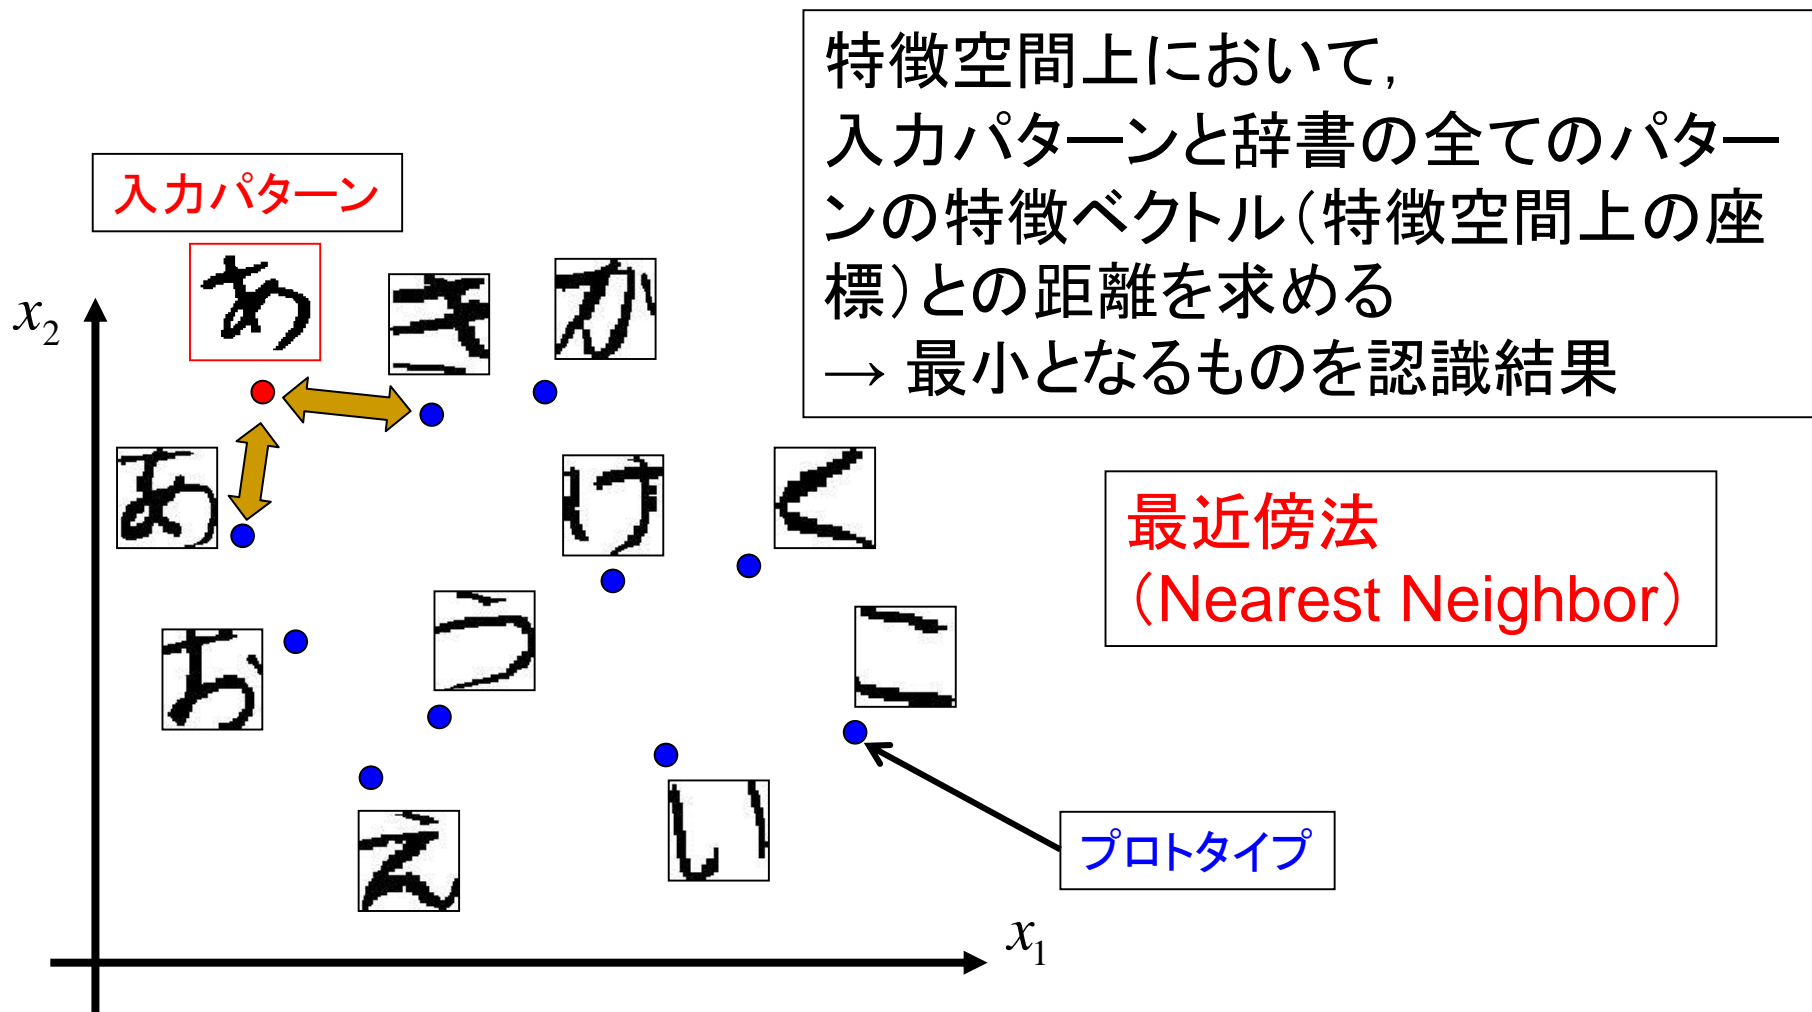 特徴空間上において,
入力パターンと辞書の全てのパター
ンの特徴ベクトル（特徴空間上の座
標）との距離を求める
→ 最小となるものを認識結果
入力パターン
x2
あ
き
か
あ
け
く
最近傍法
（Nearest Neighbor）
お
う
こ
え
い
プロトタイプ
x1